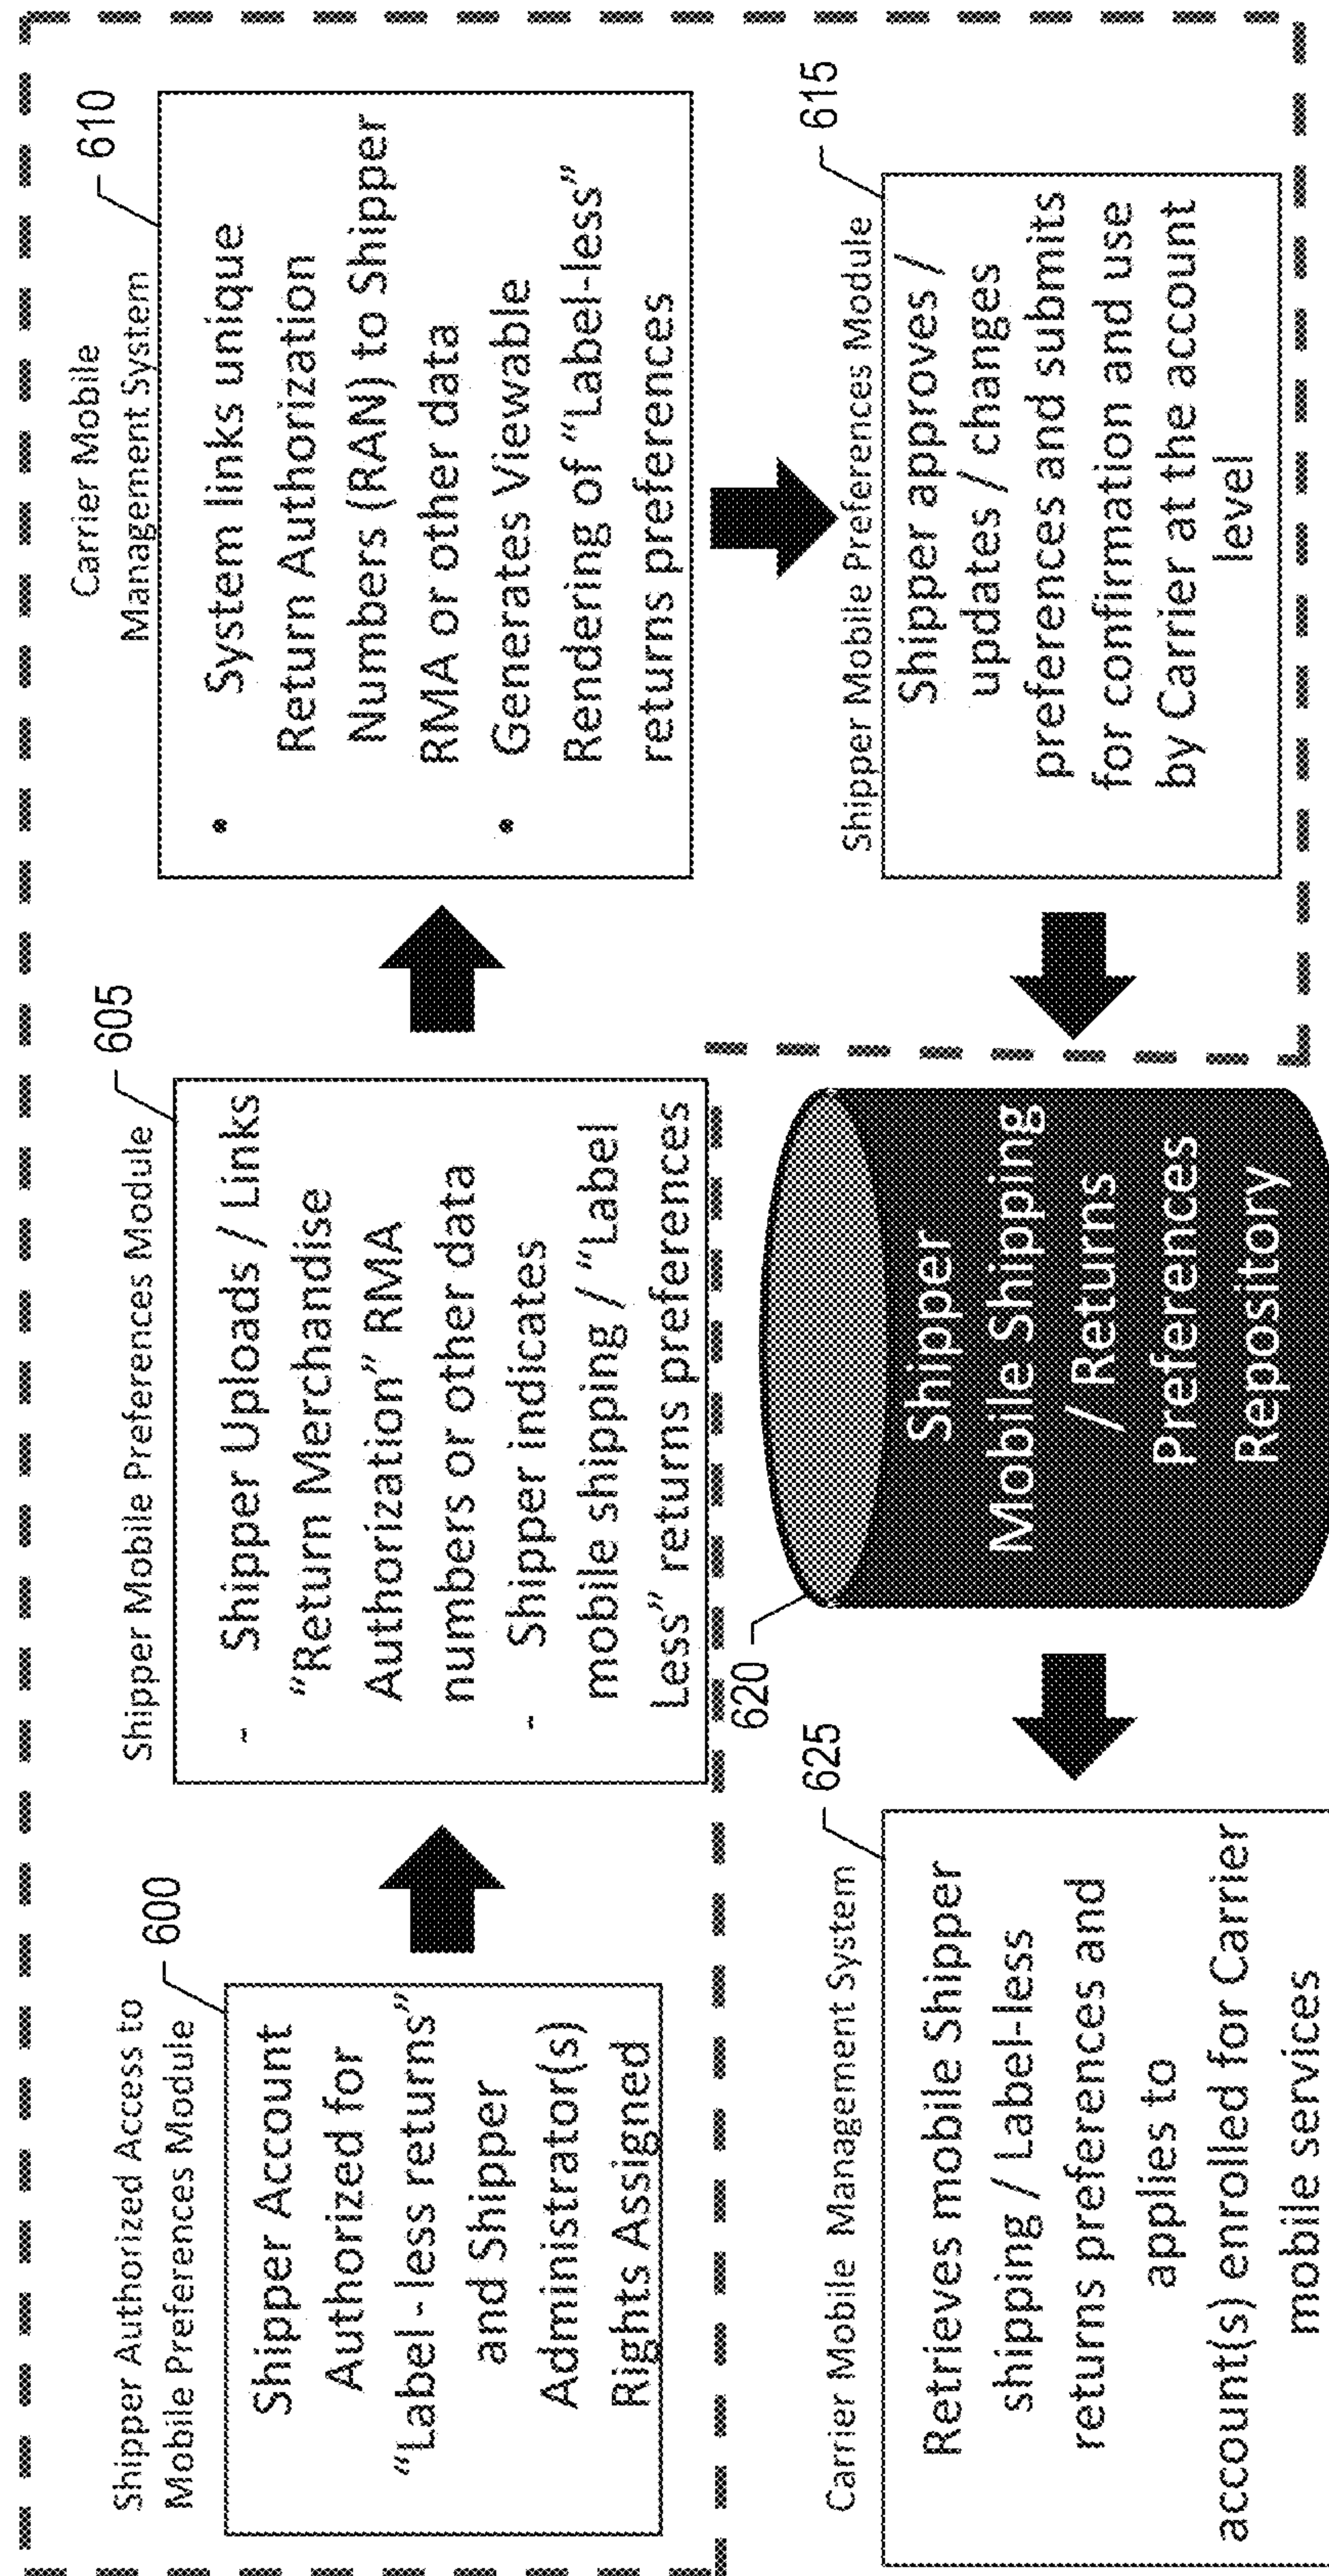 Shipper Authorized Access to
Mobile Preferences Module
600
Shipper Account
Authorized for
“Label - less returns”
and Shipper
Administrator(s)
Rights Assigned
Shipper Mobile Preferences Module
605
- Shipper Uploads / Links
“Return Merchandise
Authorization” RMA
numbers or other data
- Shipper indicates
mobile shipping / “Label
Less” returns preferences
Carrier Mobile
Management System
610
• System links unique
Return Authorization
Numbers (RAN) to Shipper
RMA or other data
• Generates Viewable
Rendering of “Label-less”
returns preferences
Shipper Mobile Preferences Module
615
Shipper approves /
updates / changes
preferences and submits
for confirmation and use
by Carrier at the account
level
620
Shipper
Mobile Shipping
/ Returns
Preferences
Repository
Carrier Mobile Management System
625
Retrieves mobile Shipper
shipping / Label-less
returns preferences and
applies to
account(s) enrolled for Carrier
mobile services